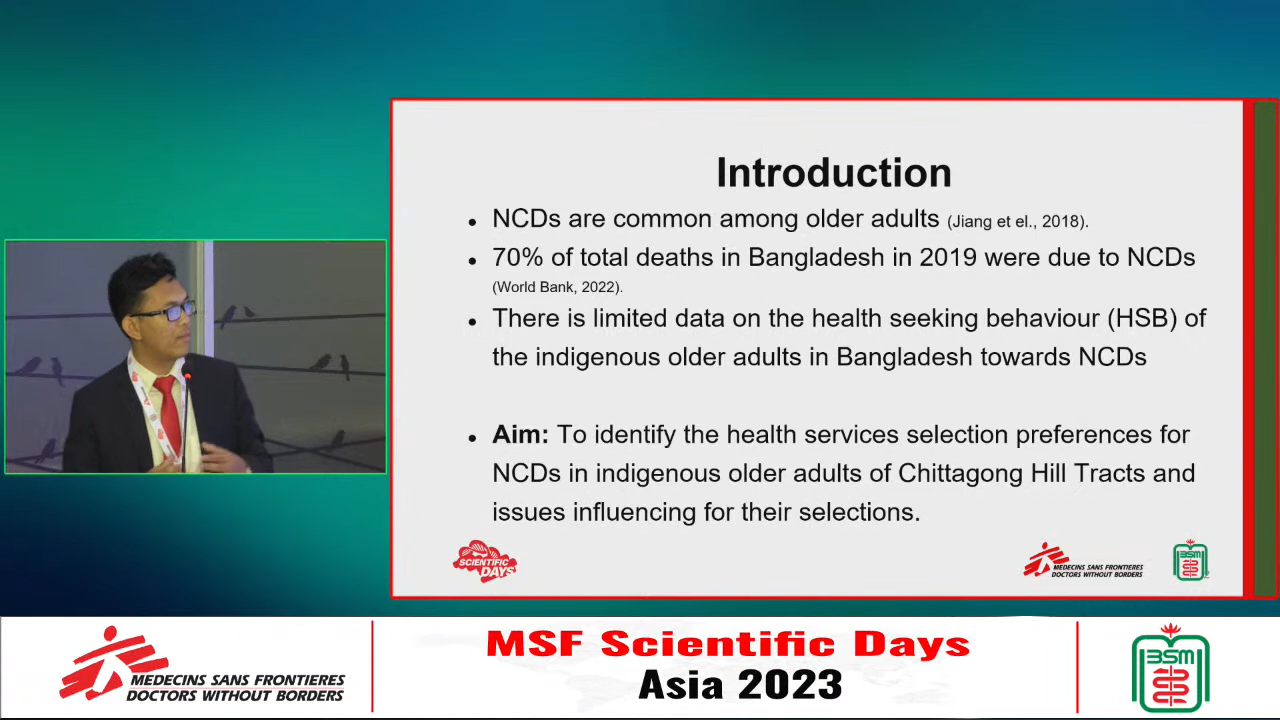 Introduction
• NCDs are common among older adults (Jiang et el., 2018).
• 70% of total deaths in Bangladesh in 2019 were due to NCDs
(World Bank, 2022).
• There is limited data on the health seeking behaviour (HSB) of
the indigenous older adults in Bangladesh towards NCDs
• Aim: To identify the health services selection preferences for
NCDs in indigenous older adults of Chittagong Hill Tracts and
issues influencing for their selections.
SCIENTIFIC
DAYS
MEDECINS SANS FRONTIERES
DOCTORS WITHOUT BORDERS
BSM
MEDECINS SANS FRONTIERES
DOCTORS WITHOUT BORDERS
MSF Scientific Days
Asia 2023
BSM